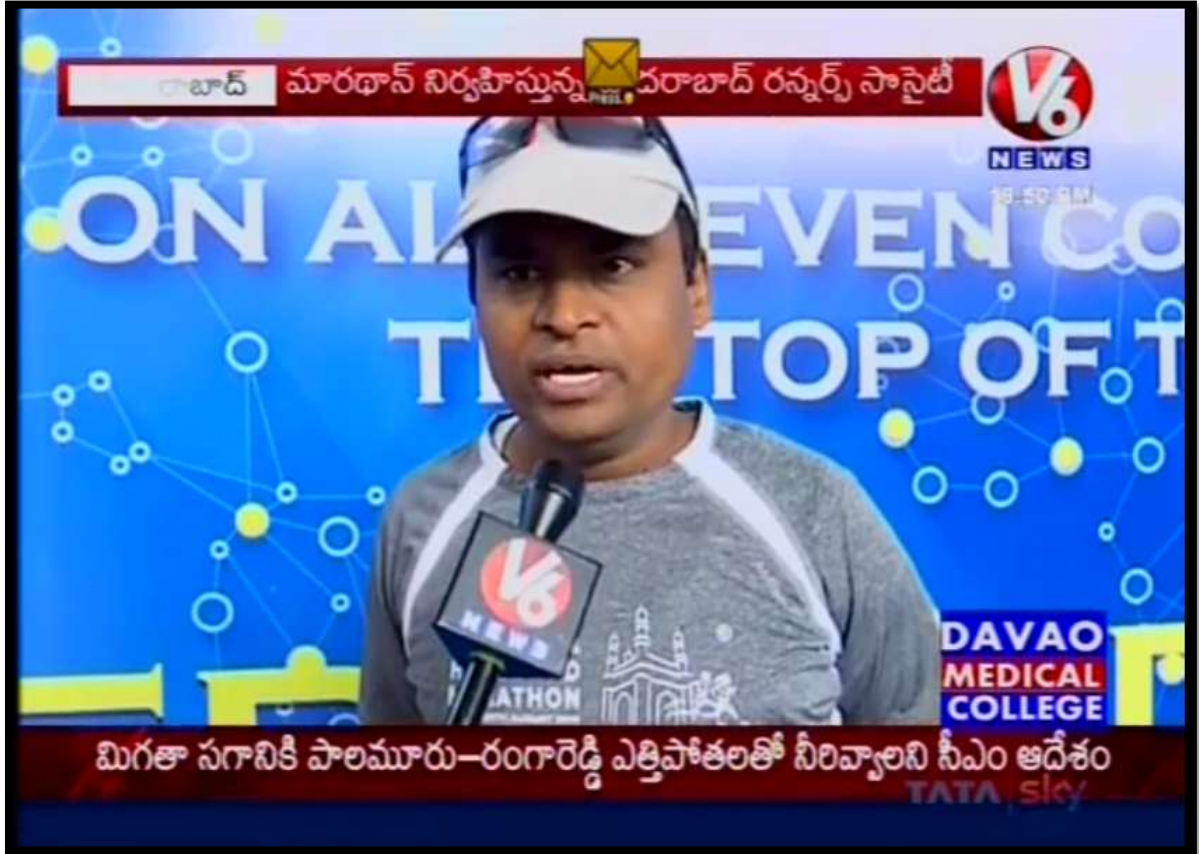 మారథాన్ నిర్వహిస్తున్న దరాబాద్ రన్నర్స్ సొసైటీ
V6
NEWS
ON AL EVEN CO
TOP OF T
V6
NEWS
ATHON
DAVAO
MEDICAL
COLLEGE
మిగతా సగానికి పాలమూరు–రంగారెడ్డి ఎత్తిపోతలతో నీరివ్వాలని సీఎం ఆదేశం
TATA sky